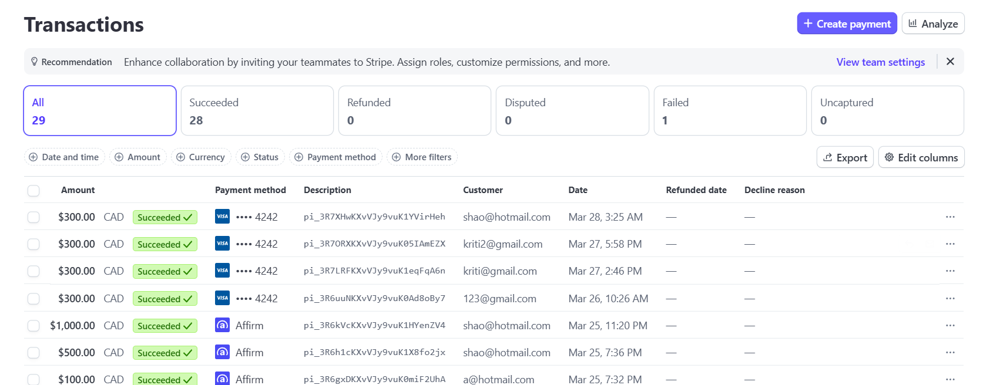 Transactions
+ Create payment
Analyze
Recommendation Enhance collaboration by inviting your teammates to Stripe. Assign roles, customize permissions, and more. View team settings
All Succeeded Refunded Disputed Failed Uncaptured
29 28 0 0 1 0
Date and time Amount Currency Status Payment method More filters Export Edit columns
Amount Payment method Description Customer Date Refunded date Decline reason
$300.00 CAD Succeeded ✓ VISA •••• 4242 pi_3R7XHwKXvVJy9vuK1YVirHeh shao@hotmail.com Mar 28, 3:25 AM — — ...
$300.00 CAD Succeeded ✓ VISA •••• 4242 pi_3R7ORXKXvVJy9vuK05IAmEZX kriti2@gmail.com Mar 27, 5:58 PM — — ...
$300.00 CAD Succeeded ✓ VISA •••• 4242 pi_3R7LRFKXvVJy9vuK1eqFqA6n kriti@gmail.com Mar 27, 2:46 PM — — ...
$300.00 CAD Succeeded ✓ VISA •••• 4242 pi_3R6uuNKXvVJy9vuK0Ad8oBy7 123@gmail.com Mar 26, 10:26 AM — — ...
$1,000.00 CAD Succeeded ✓ a Affirm pi_3R6kVcKXvVJy9vuK1HYenZV4 shao@hotmail.com Mar 25, 11:20 PM — — ...
$500.00 CAD Succeeded ✓ a Affirm pi_3R6h1cKXvVJy9vuK1X8fo2jx shao@hotmail.com Mar 25, 7:36 PM — — ...
$100.00 CAD Succeeded ✓ a Affirm pi_3R6gxDKXvVJy9vuK0miF2UhA a@hotmail.com Mar 25, 7:32 PM — — ...